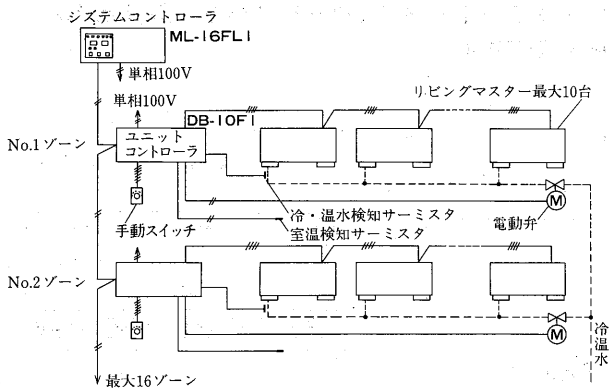 システムコントローラ
ML-16FL1
単相100V
単相100V
DB-10F1
リビングマスター最大10台
No.1ゾーン
ユニット
コントローラ
手動スイッチ
冷・温水検知サーミスタ
室温検知サーミスタ
電動弁
M
No.2ゾーン
M
冷温水
最大16ゾーン